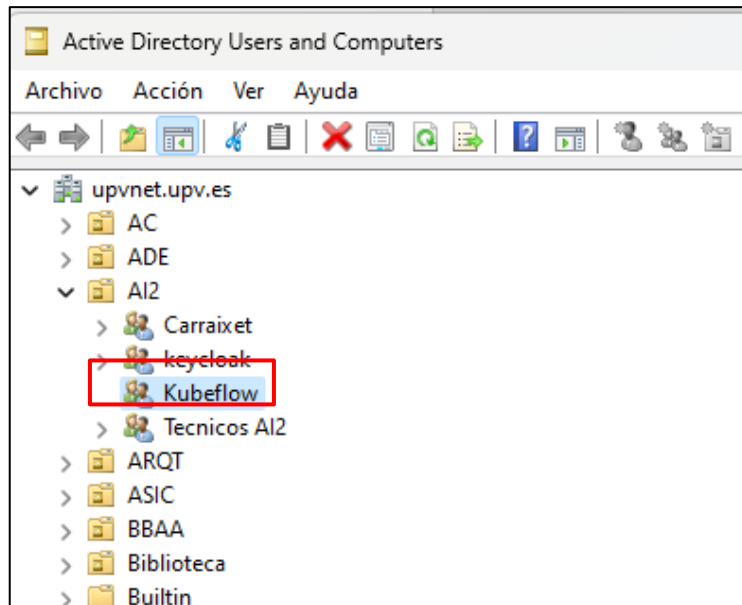 Active Directory Users and Computers
Archivo Acción Ver Ayuda
upvnet.upv.es
AC
ADE
AI2
Carraixet
keycloak
Kubeflow
Tecnicos AI2
ARQT
ASIC
BBAA
Biblioteca
Builtin